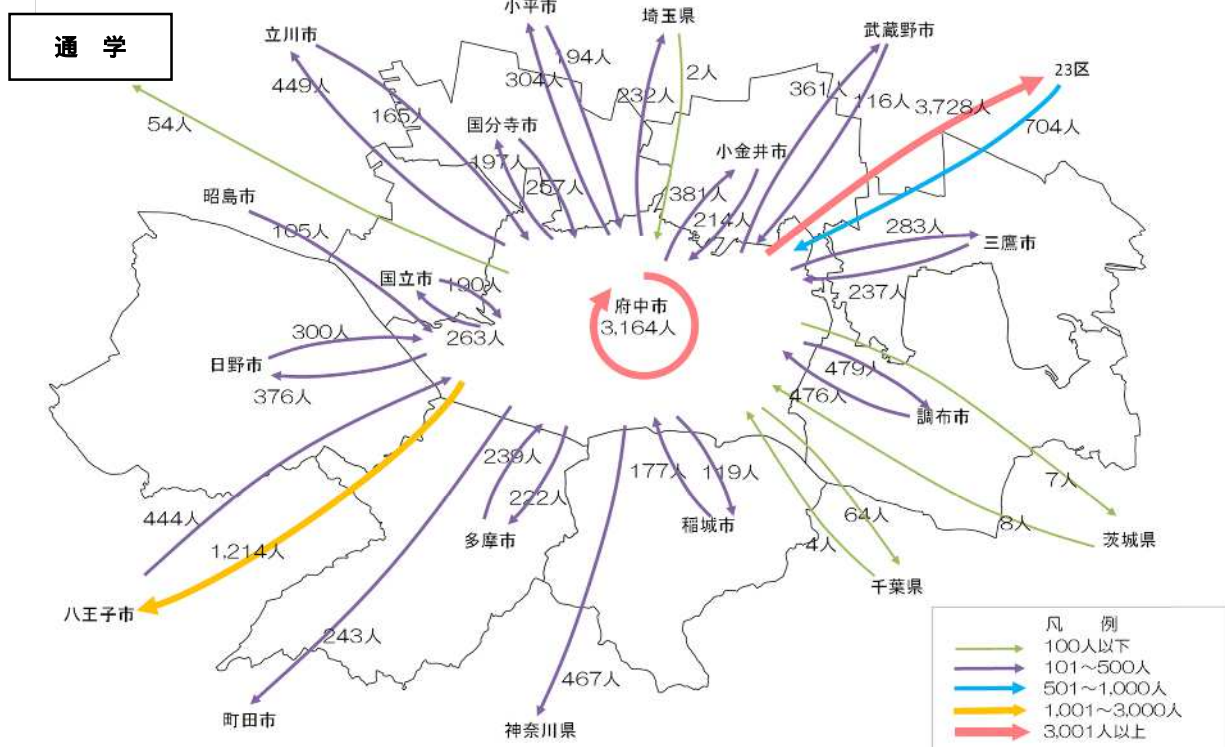 通 学
小平市
埼玉県
立川市
武蔵野市
23区
194人
304人
2人
449人
232人
361人
116人
3,728人
54人
165人
704人
国分寺市
197人
小金井市
257人
381人
昭島市
214人
105人
283人
三鷹市
国立市
190人
237人
府中市
3,164人
300人
263人
日野市
479人
376人
476人
調布市
239人
177人
119人
7人
222人
444人
64人
8人
稲城市
多摩市
4人
茨城県
1,214人
千葉県
八王子市
243人
467人
町田市
神奈川県
凡 例
100人以下
101～500人
501～1,000人
1,001～3,000人
3,001人以上